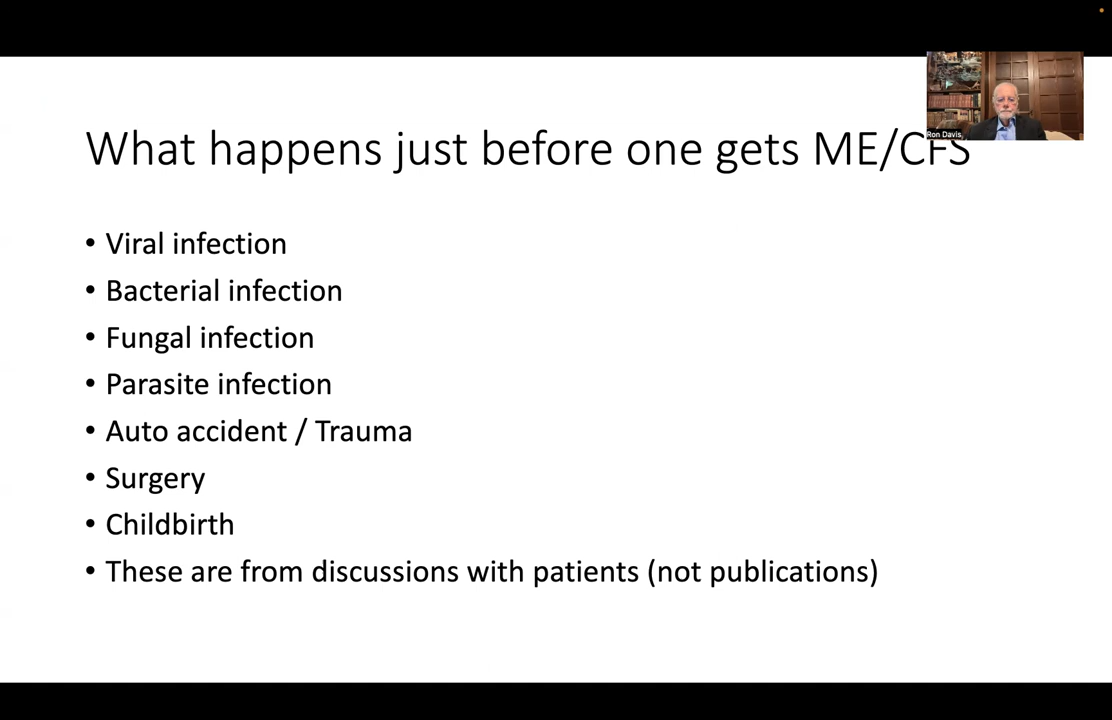 Ron Davis,
What happens just before one gets ME/CFS
• Viral infection
• Bacterial infection
• Fungal infection
• Parasite infection
• Auto accident / Trauma
• Surgery
• Childbirth
• These are from discussions with patients (not publications)